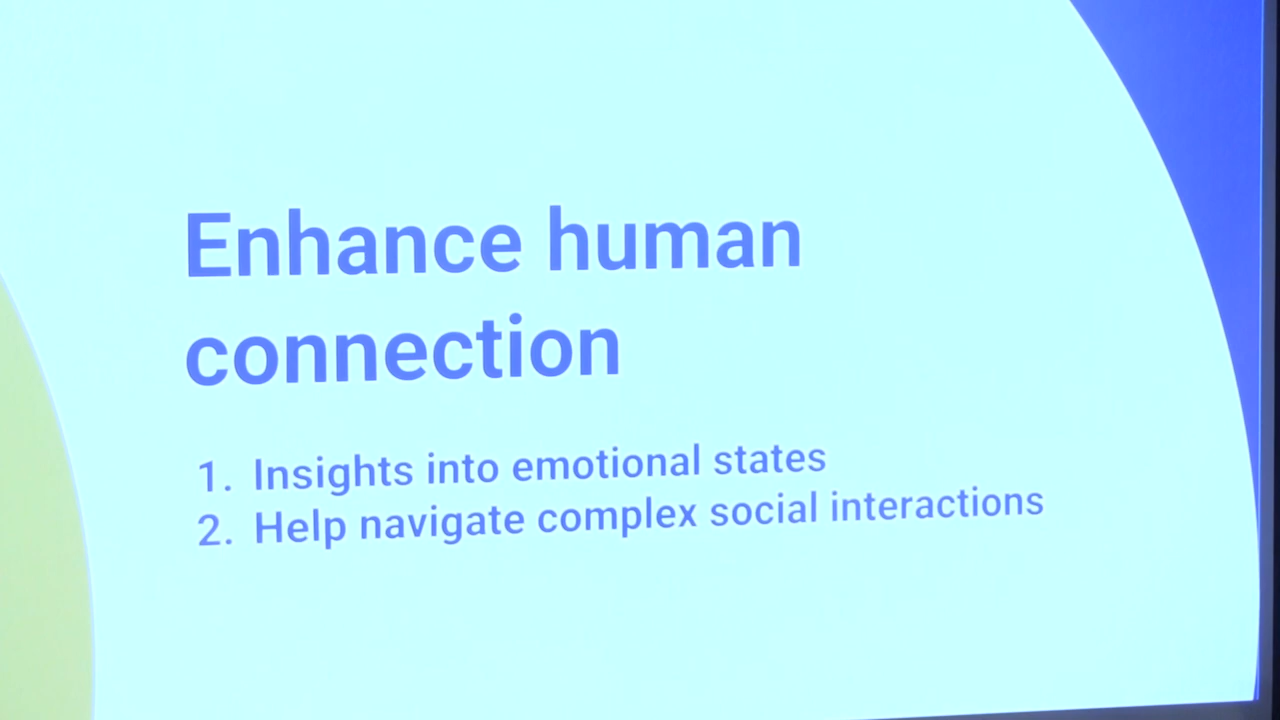 Enhance human
connection
1. Insights into emotional states
2. Help navigate complex social interactions